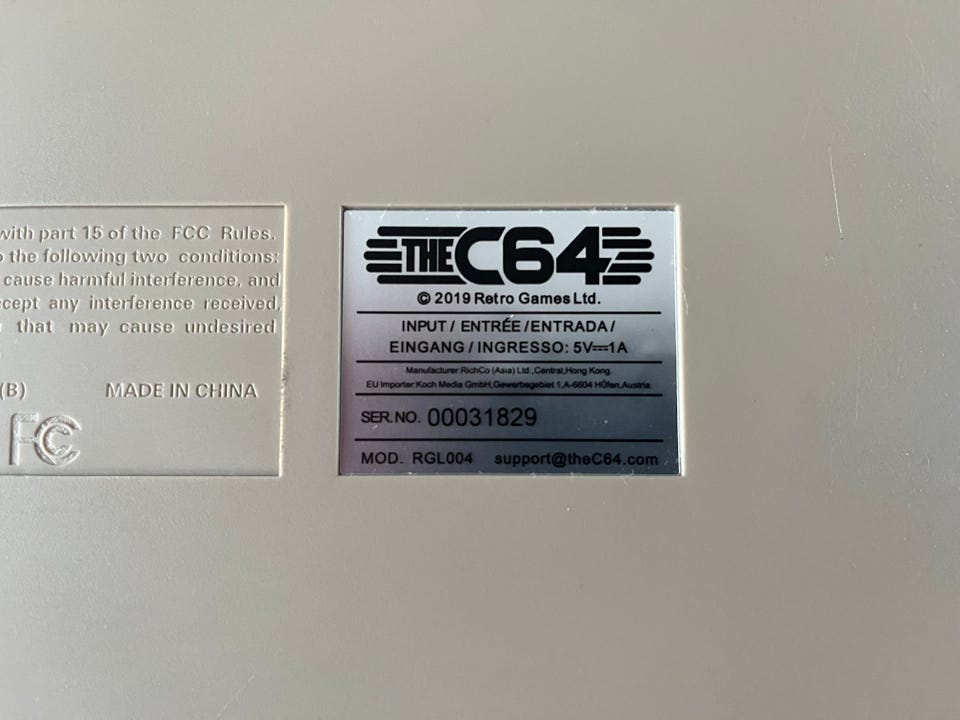 with part 15 of the FCC Rules.
the following two conditions:
cause harmful interference, and
any interference received,
that may cause undesired
(B) MADE IN CHINA
FC
THEC64
© 2019 Retro Games Ltd.
INPUT / ENTRÉE / ENTRADA /
EINGANG / INGRESSO: 5V⎓1A
Manufacturer:RichCo (Asia) Ltd.,Central,Hong Kong.
EU Importer:Koch Media GmbH,Gewerbegebiet 1,A-6604 HÜfen,Austria.
SER.NO. 00031829
MOD. RGL004 support@theC64.com